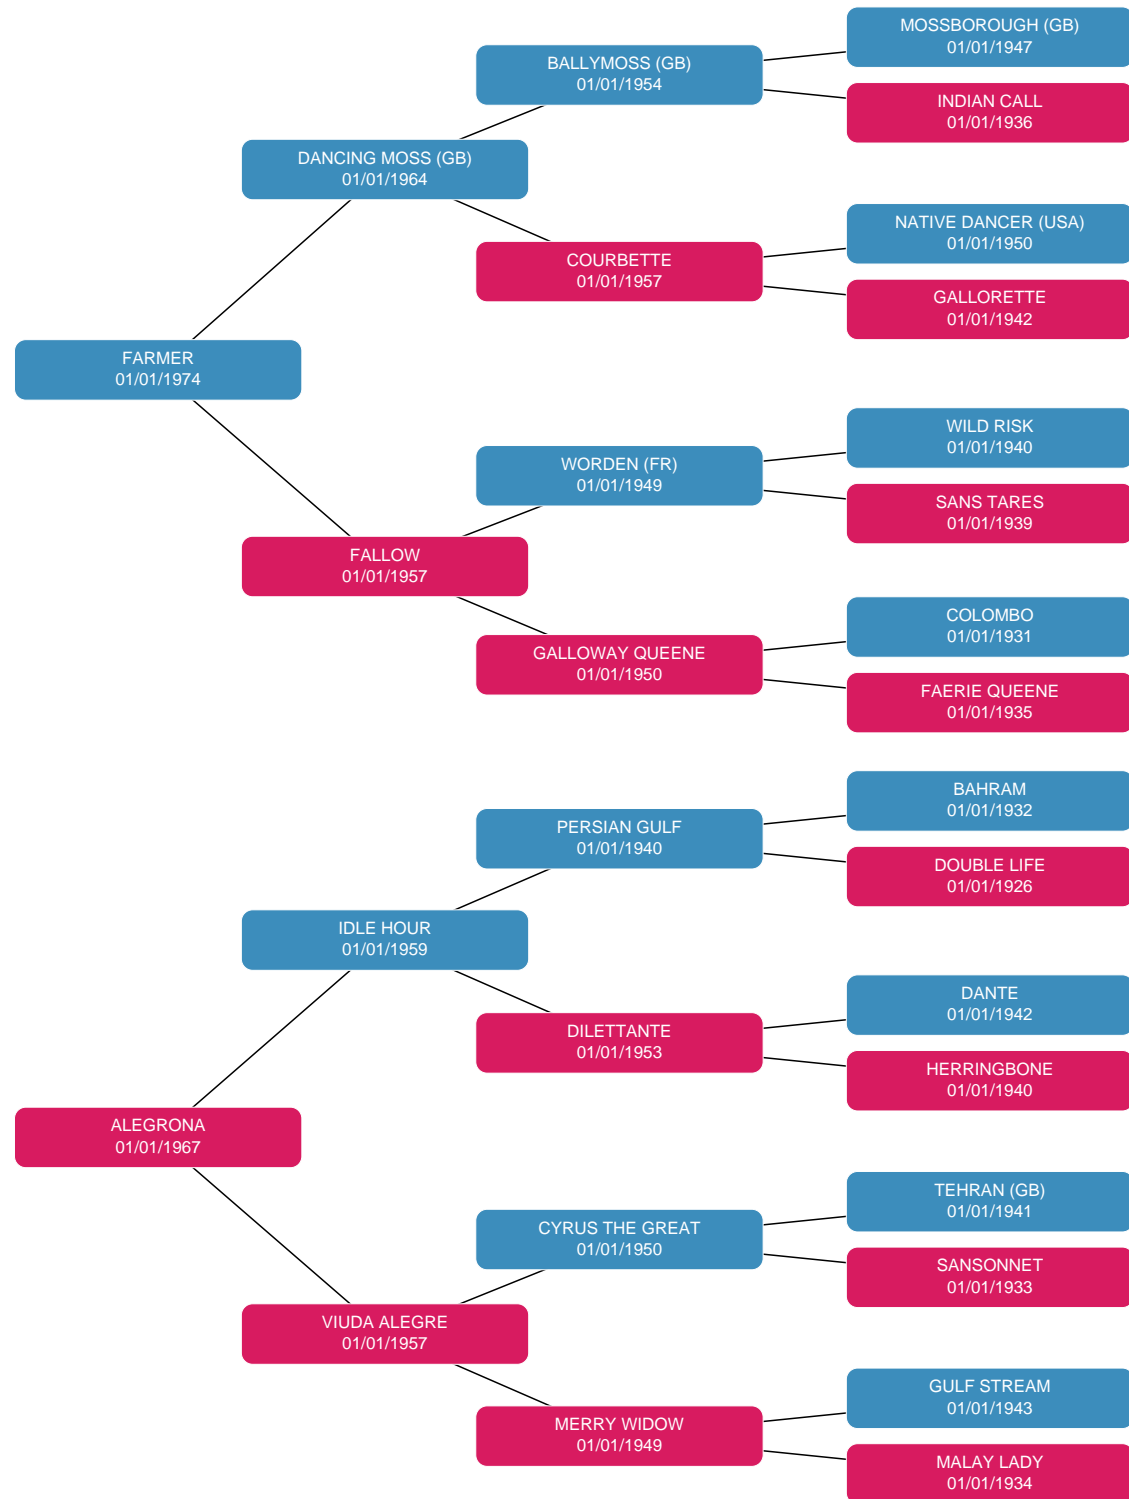 MOSSBOROUGH (GB)
01/01/1947
BALLYMOSS (GB)
01/01/1954
INDIAN CALL
01/01/1936
DANCING MOSS (GB)
01/01/1964
NATIVE DANCER (USA)
01/01/1950
COURBETTE
01/01/1957
GALLORETTE
01/01/1942
FARMER
01/01/1974
WILD RISK
01/01/1940
WORDEN (FR)
01/01/1949
SANS TARES
01/01/1939
FALLOW
01/01/1957
COLOMBO
01/01/1931
GALLOWAY QUEENE
01/01/1950
FAERIE QUEENE
01/01/1935
BAHRAM
01/01/1932
PERSIAN GULF
01/01/1940
DOUBLE LIFE
01/01/1926
IDLE HOUR
01/01/1959
DANTE
01/01/1942
DILETTANTE
01/01/1953
HERRINGBONE
01/01/1940
ALEGRONA
01/01/1967
TEHRAN (GB)
01/01/1941
CYRUS THE GREAT
01/01/1950
SANSONNET
01/01/1933
VIUDA ALEGRE
01/01/1957
GULF STREAM
01/01/1943
MERRY WIDOW
01/01/1949
MALAY LADY
01/01/1934